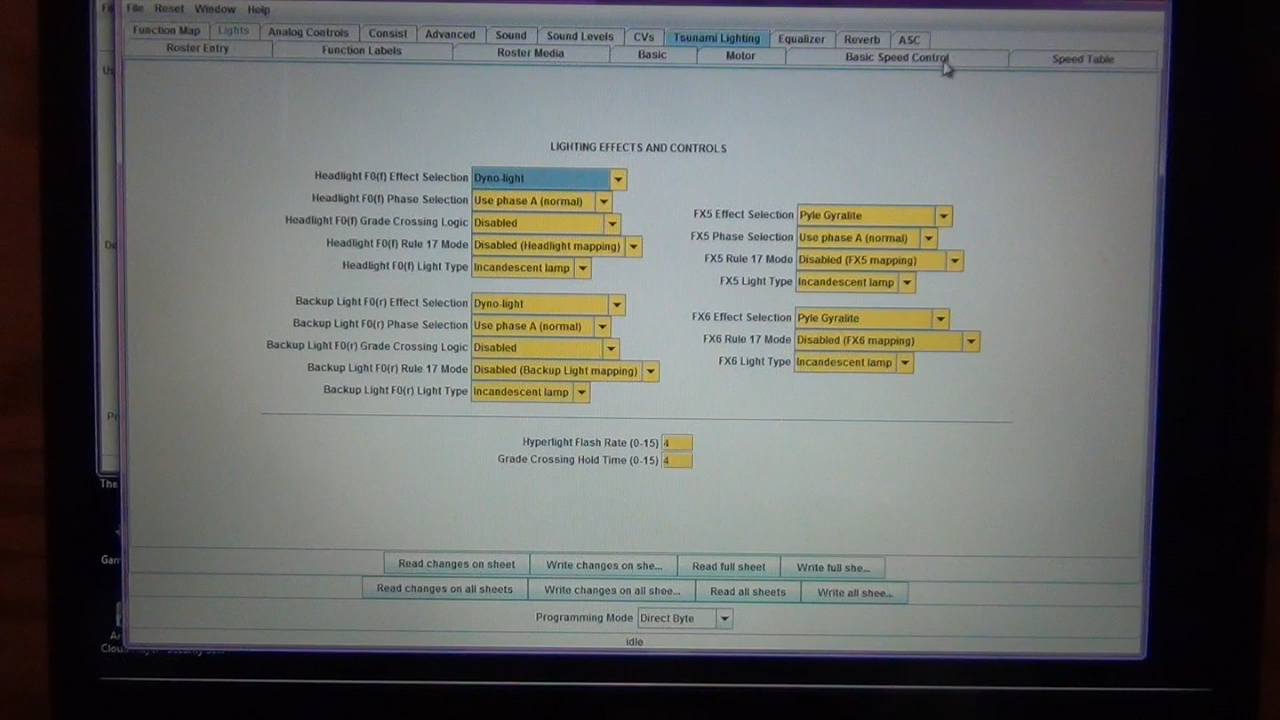 File Reset Window Help
Function Map Lights Analog Controls Consist Advanced Sound Sound Levels CVs Tsunami Lighting Equalizer Reverb ASC
Roster Entry Function Labels Roster Media Basic Motor Basic Speed Control Speed Table
LIGHTING EFFECTS AND CONTROLS
Headlight F0(f) Effect Selection Dyno-light
Headlight F0(f) Phase Selection Use phase A (normal)
Headlight F0(f) Grade Crossing Logic Disabled
Headlight F0(f) Rule 17 Mode Disabled (Headlight mapping)
Headlight F0(f) Light Type Incandescent lamp
Backup Light F0(r) Effect Selection Dyno-light
Backup Light F0(r) Phase Selection Use phase A (normal)
Backup Light F0(r) Grade Crossing Logic Disabled
Backup Light F0(r) Rule 17 Mode Disabled (Backup Light mapping)
Backup Light F0(r) Light Type Incandescent lamp
FX5 Effect Selection Pyle Gyralite
FX5 Phase Selection Use phase A (normal)
FX5 Rule 17 Mode Disabled (FX5 mapping)
FX5 Light Type Incandescent lamp
FX6 Effect Selection Pyle Gyralite
FX6 Rule 17 Mode Disabled (FX6 mapping)
FX6 Light Type Incandescent lamp
Hyperlight Flash Rate (0-15) 4
Grade Crossing Hold Time (0-15) 4
Read changes on sheet Write changes on she... Read full sheet Write full she...
Read changes on all sheets Write changes on all shee... Read all sheets Write all shee...
Programming Mode Direct Byte
idle
The